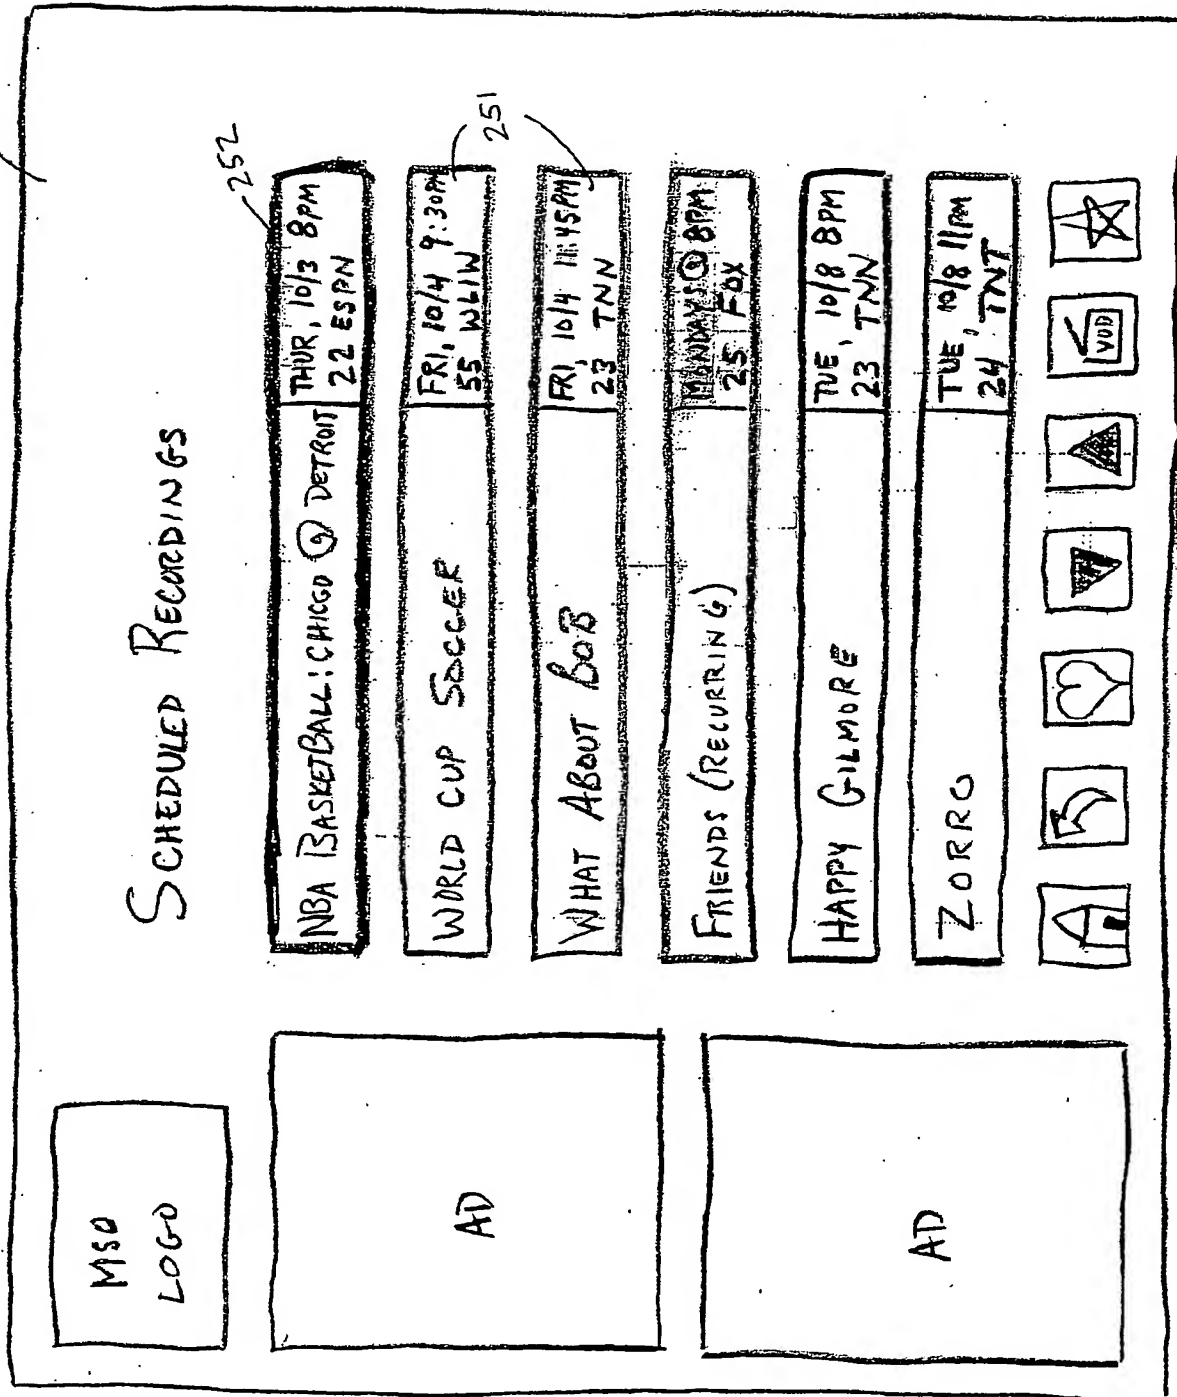 MSO
LOGO
SCHEDULED RECORDINGS
252
NBA BASKETBALL: CHICGO @ DETROIT
THUR, 10/3 8PM
22 ESPN
251
WORLD CUP SOCCER
FRI, 10/4 9:30PM
55 WLIW
WHAT ABOUT BOB
FRI, 10/4 11:45PM
23 TNN
FRIENDS (RECURRING)
MONDAYS @ 8PM
25 FOX
HAPPY GILMORE
TUE, 10/8 8PM
23 TNN
ZORRO
TUE, 10/8 11PM
24 TNT
AD
AD
VOD